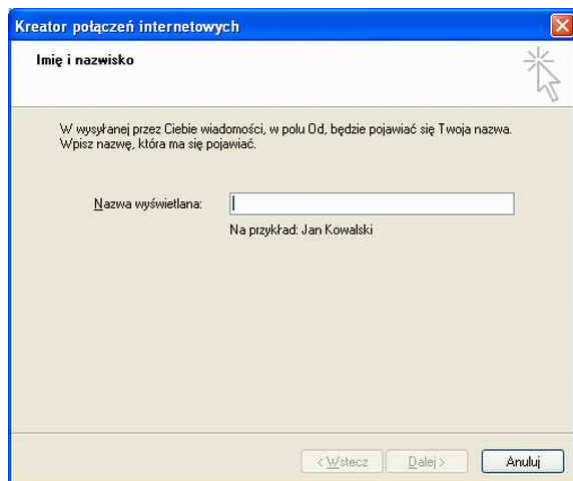 Kreator połączeń internetowych
Imię i nazwisko
W wysyłanej przez Ciebie wiadomości, w polu Od, będzie pojawiać się Twoja nazwa.
Wpisz nazwę, która ma się pojawiać.
Nazwa wyświetlana:
Na przykład: Jan Kowalski
< Wstecz Dalej > Anuluj